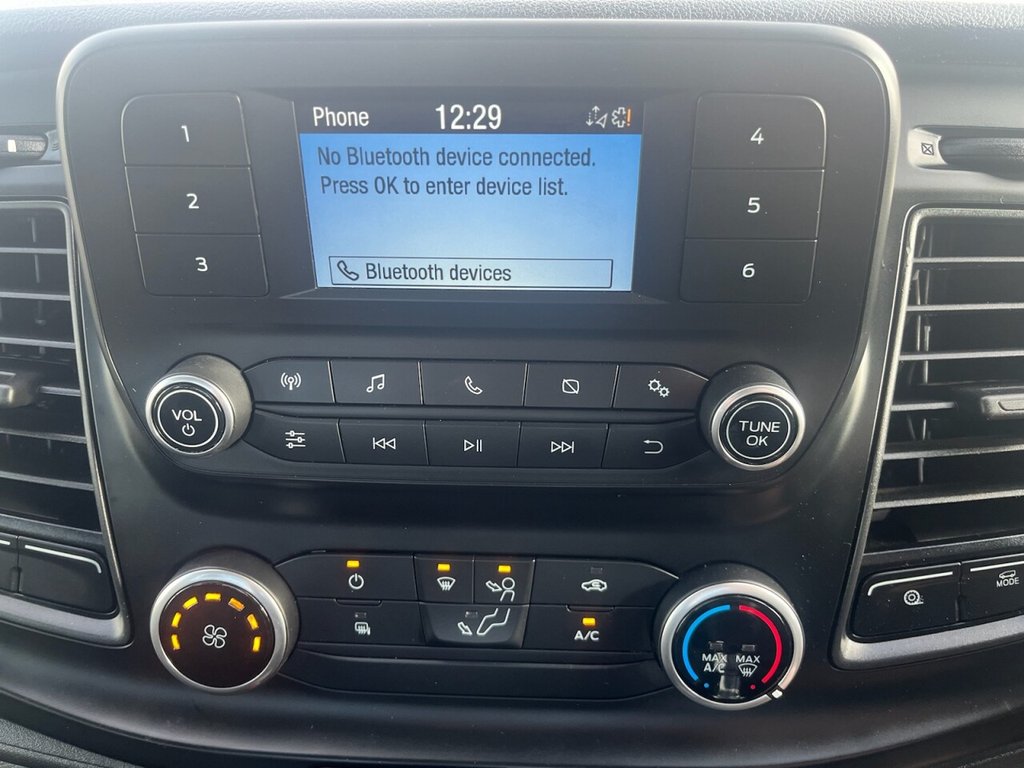 Phone 12:29
No Bluetooth device connected.
Press OK to enter device list.
Bluetooth devices
1
2
3
4
5
6
VOL
TUNE
OK
A/C
MAX
A/C
MAX
MODE